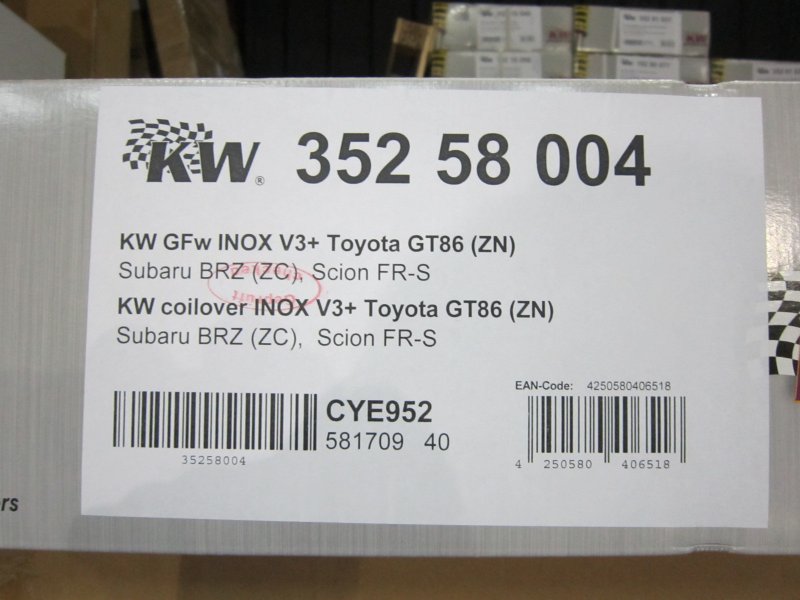 KW® 352 58 004
KW GFw INOX V3+ Toyota GT86 (ZN)
Subaru BRZ (ZC), Scion FR-S
Geprüft
KW coilover INOX V3+ Toyota GT86 (ZN)
Subaru BRZ (ZC), Scion FR-S
EAN-Code: 4250580406518
CYE952
581709 40
35258004
4 250580 406518
ers